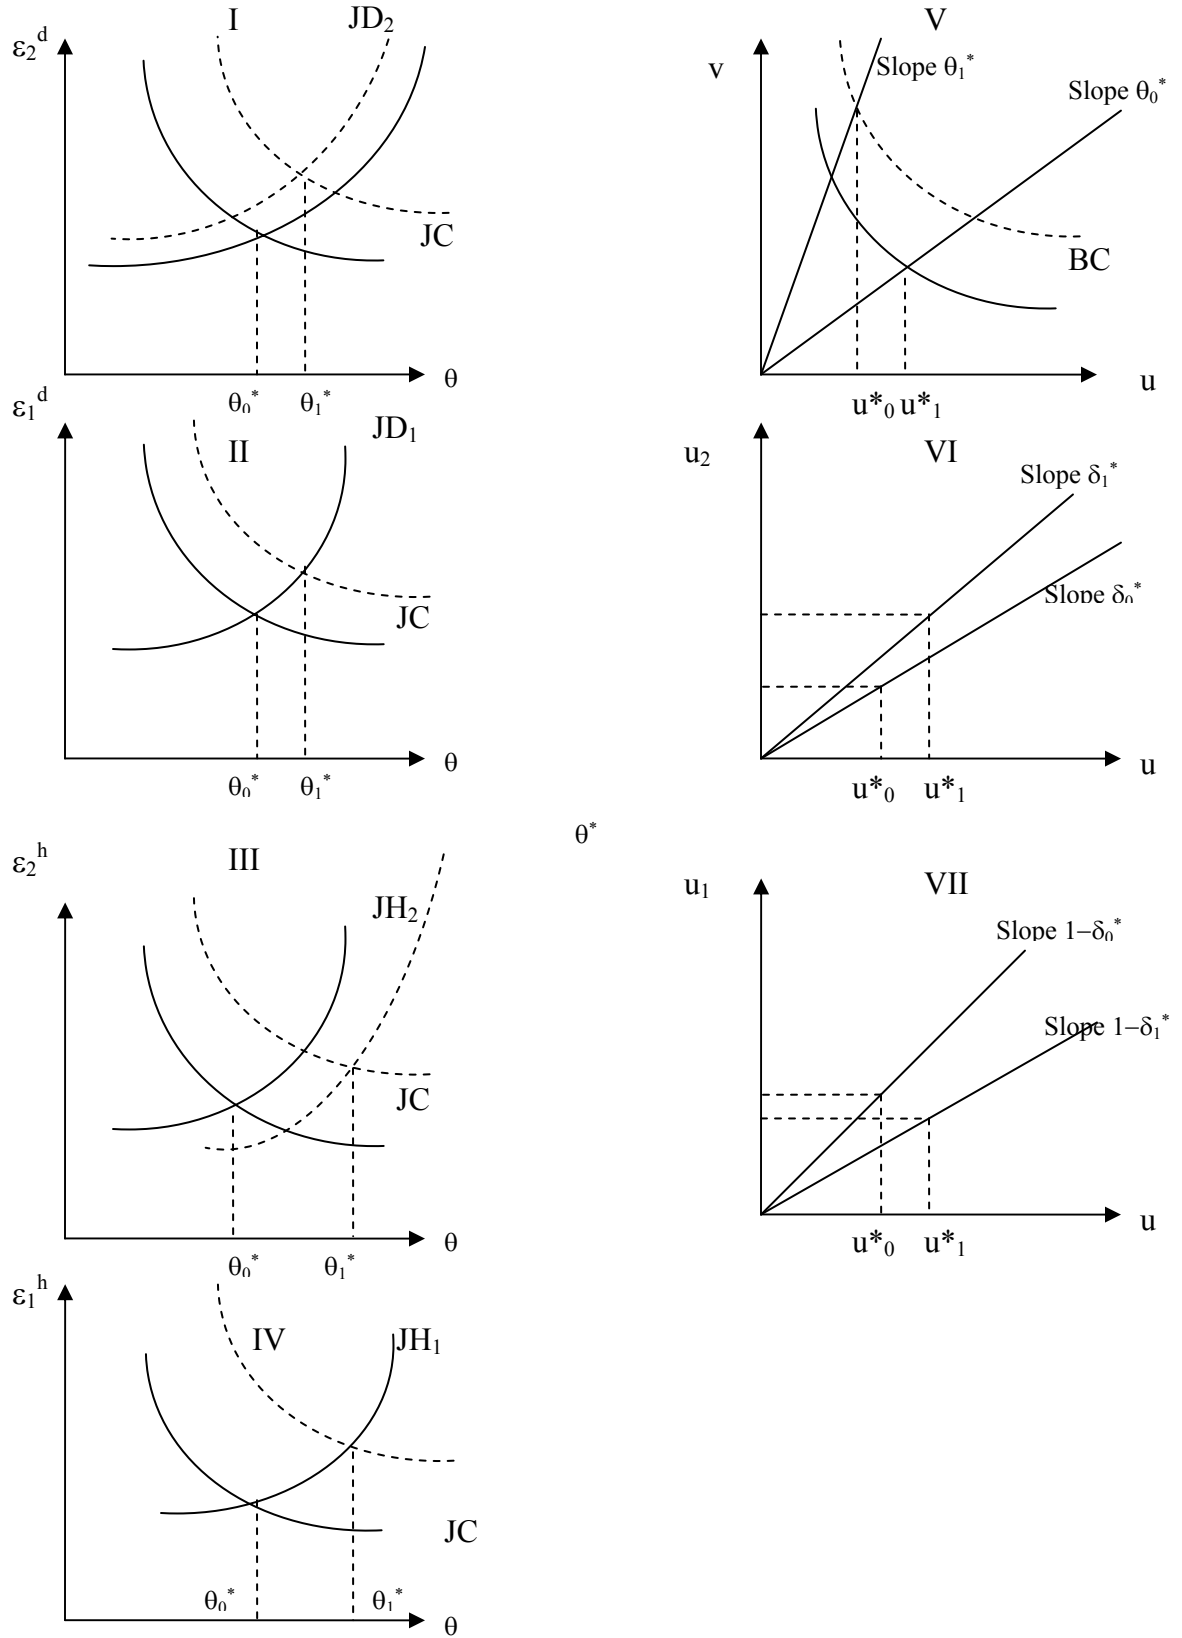 I
JD₂
ε₂ᵈ
JC
θ
θ₀*
θ₁*
V
v
Slope θ₁*
Slope θ₀*
BC
u
u*₀ u*₁
ε₁ᵈ
JD₁
II
JC
θ
θ₀*
θ₁*
VI
u₂
Slope δ₁*
Slope δ₀*
u
u*₀
u*₁
θ*
ε₂ʰ
III
JH₂
JC
θ
θ₀*
θ₁*
VII
u₁
Slope 1−δ₀*
Slope 1−δ₁*
u
u*₀
u*₁
ε₁ʰ
IV
JH₁
JC
θ₀*
θ₁*
θ